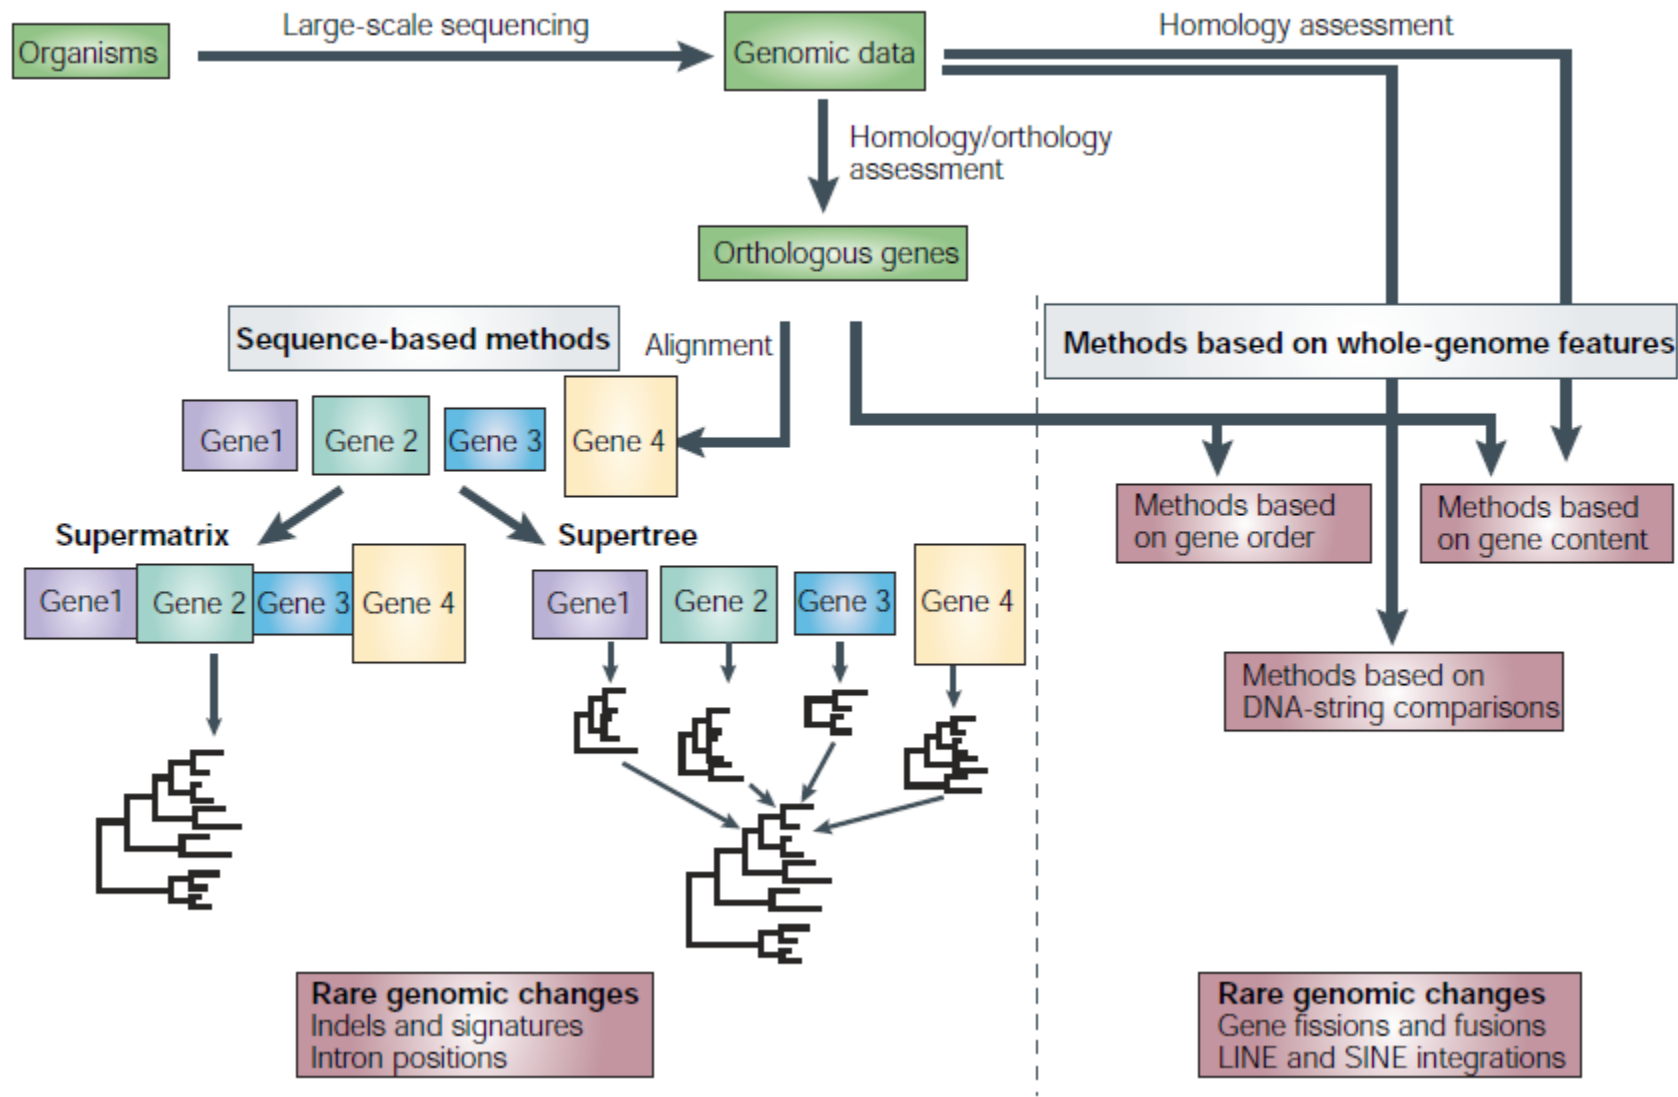 Organisms
Large-scale sequencing
Genomic data
Homology assessment
Homology/orthology
assessment
Orthologous genes
Sequence-based methods
Alignment
Methods based on whole-genome features
Gene1
Gene 2
Gene 3
Gene 4
Methods based
on gene order
Methods based
on gene content
Supermatrix
Supertree
Gene1
Gene 2
Gene 3
Gene 4
Gene1
Gene 2
Gene 3
Gene 4
Methods based on
DNA-string comparisons
Rare genomic changes
Indels and signatures
Intron positions
Rare genomic changes
Gene fissions and fusions
LINE and SINE integrations